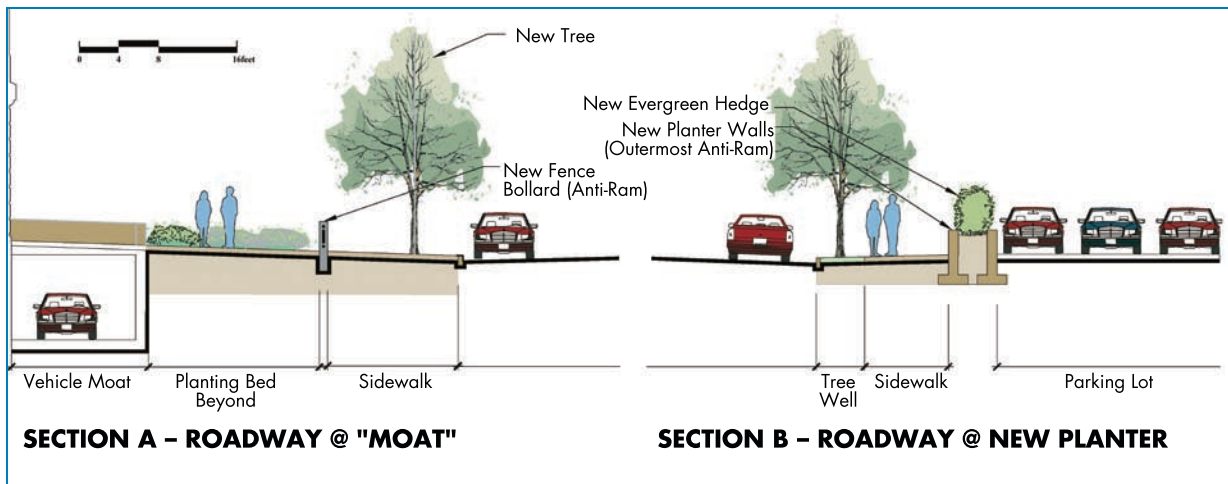 0 4 8 16feet
New Tree
New Fence
Bollard (Anti-Ram)
Vehicle Moat
Planting Bed
Beyond
Sidewalk
SECTION A – ROADWAY @ "MOAT"
New Evergreen Hedge
New Planter Walls
(Outermost Anti-Ram)
Tree
Well
Sidewalk
Parking Lot
SECTION B – ROADWAY @ NEW PLANTER